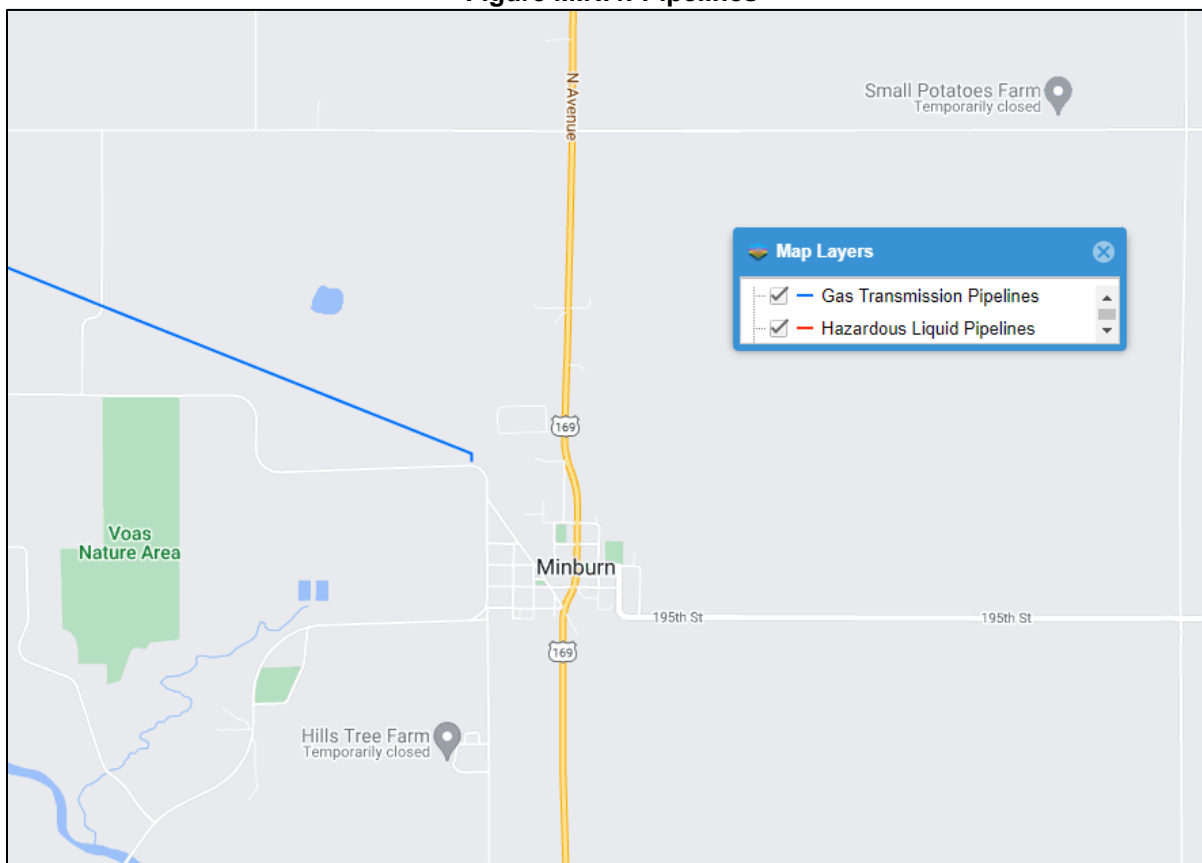 N Avenue
Small Potatoes Farm
Temporarily closed
Map Layers
Gas Transmission Pipelines
Hazardous Liquid Pipelines
169
Voas
Nature Area
Minburn
195th St
195th St
169
Hills Tree Farm
Temporarily closed